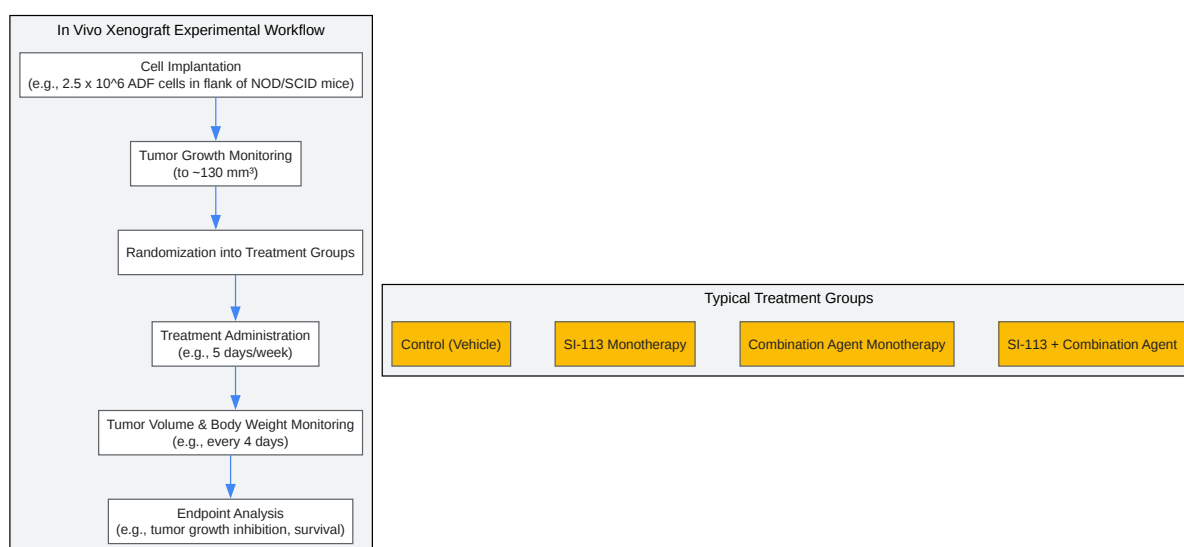 In Vivo Xenograft Experimental Workflow
Cell Implantation
(e.g., 2.5 x 10^6 ADF cells in flank of NOD/SCID mice)
Tumor Growth Monitoring
(to ~130 mm³)
Randomization into Treatment Groups
Treatment Administration
(e.g., 5 days/week)
Tumor Volume & Body Weight Monitoring
(e.g., every 4 days)
Endpoint Analysis
(e.g., tumor growth inhibition, survival)
Typical Treatment Groups
Control (Vehicle)
SI-113 Monotherapy
Combination Agent Monotherapy
SI-113 + Combination Agent